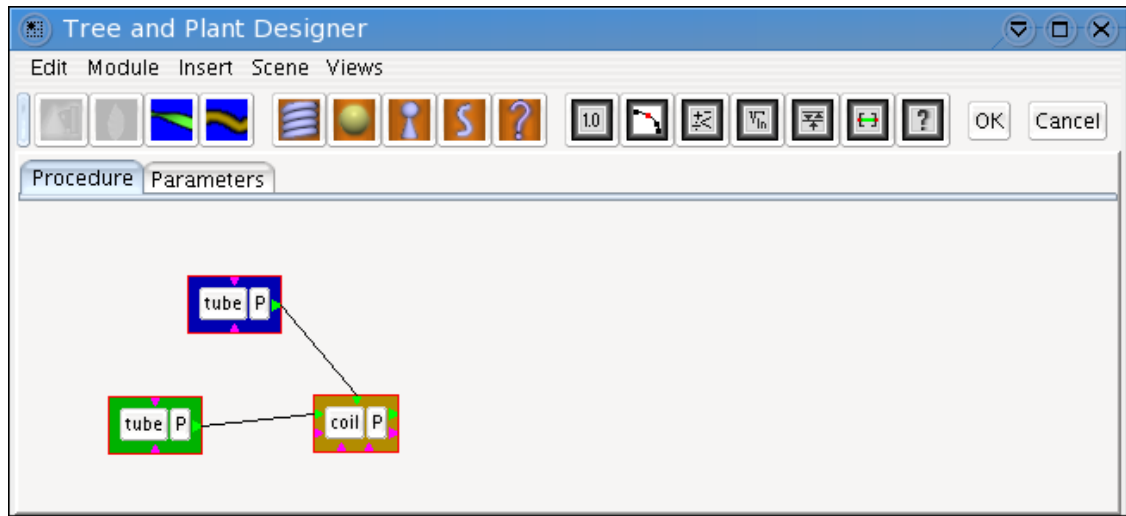 Tree and Plant Designer
Edit Module Insert Scene Views
? 1.0 ? OK Cancel
Procedure Parameters
tube P
tube P coil P